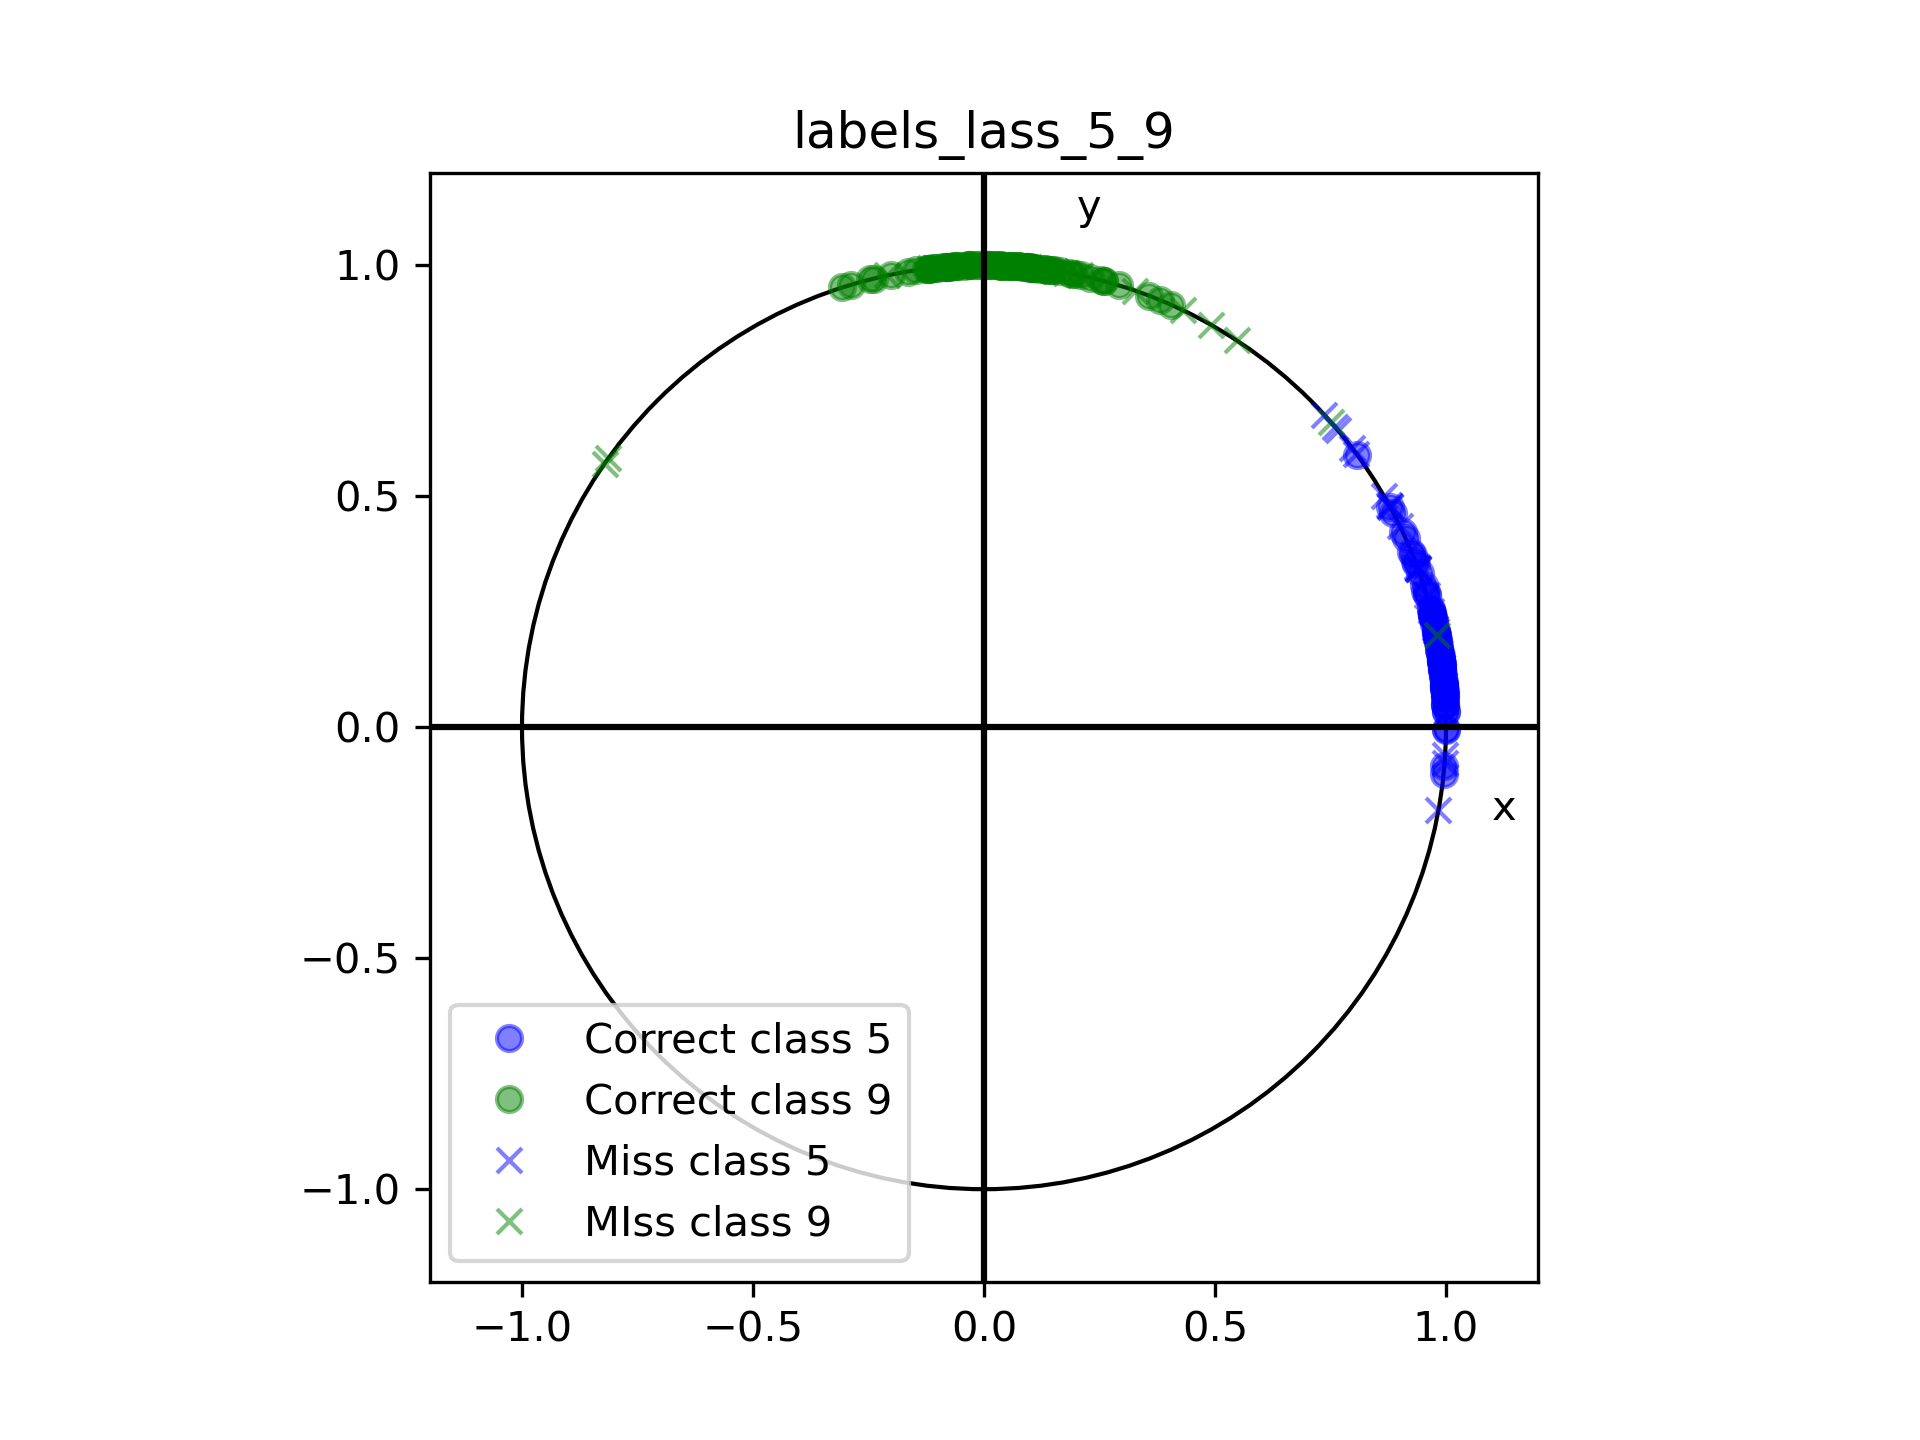 labels_lass_5_9
y
1.0
0.5
0.0
x
−0.5
Correct class 5
Correct class 9
Miss class 5
−1.0
MIss class 9
−1.0 −0.5 0.0 0.5 1.0